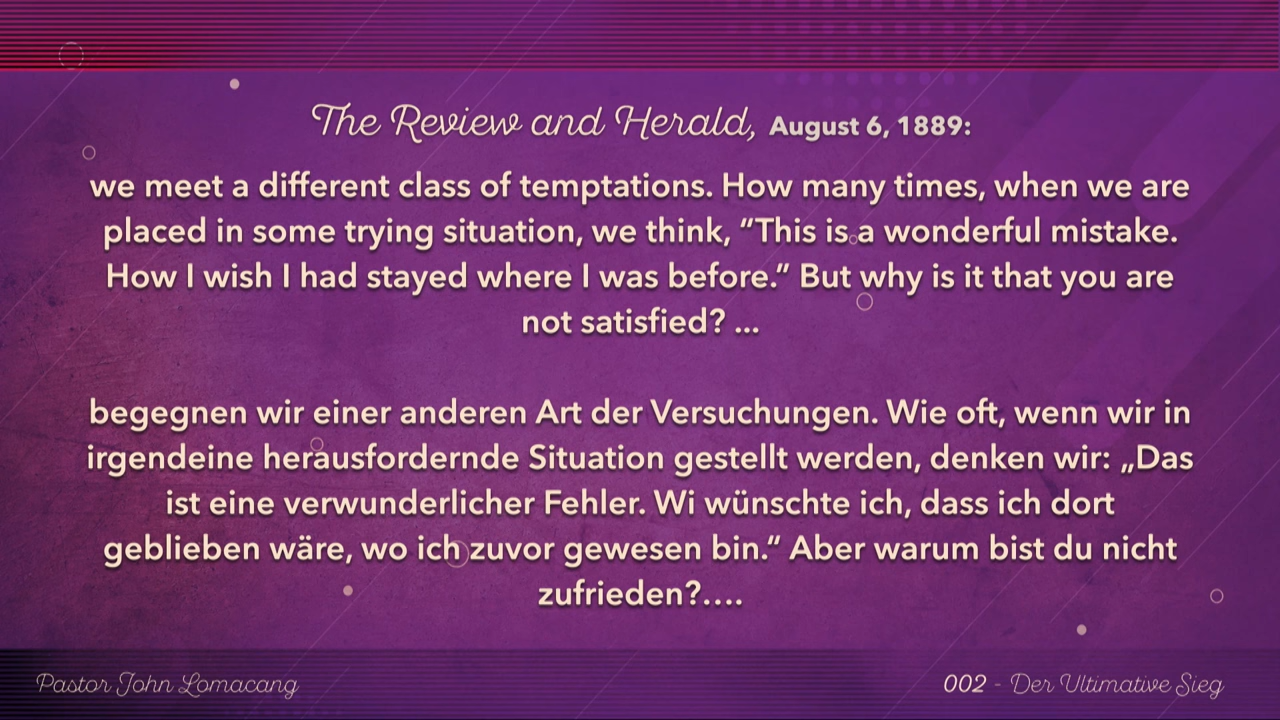 The Review and Herald, August 6, 1889:
we meet a different class of temptations. How many times, when we are
placed in some trying situation, we think, “This is a wonderful mistake.
How I wish I had stayed where I was before.” But why is it that you are
not satisfied? ...
begegnen wir einer anderen Art der Versuchungen. Wie oft, wenn wir in
irgendeine herausfordernde Situation gestellt werden, denken wir: „Das
ist eine verwunderlicher Fehler. Wi wünschte ich, dass ich dort
geblieben wäre, wo ich zuvor gewesen bin.“ Aber warum bist du nicht
zufrieden?....
Pastor John Lomacang
002 - Der Ultimative Sieg